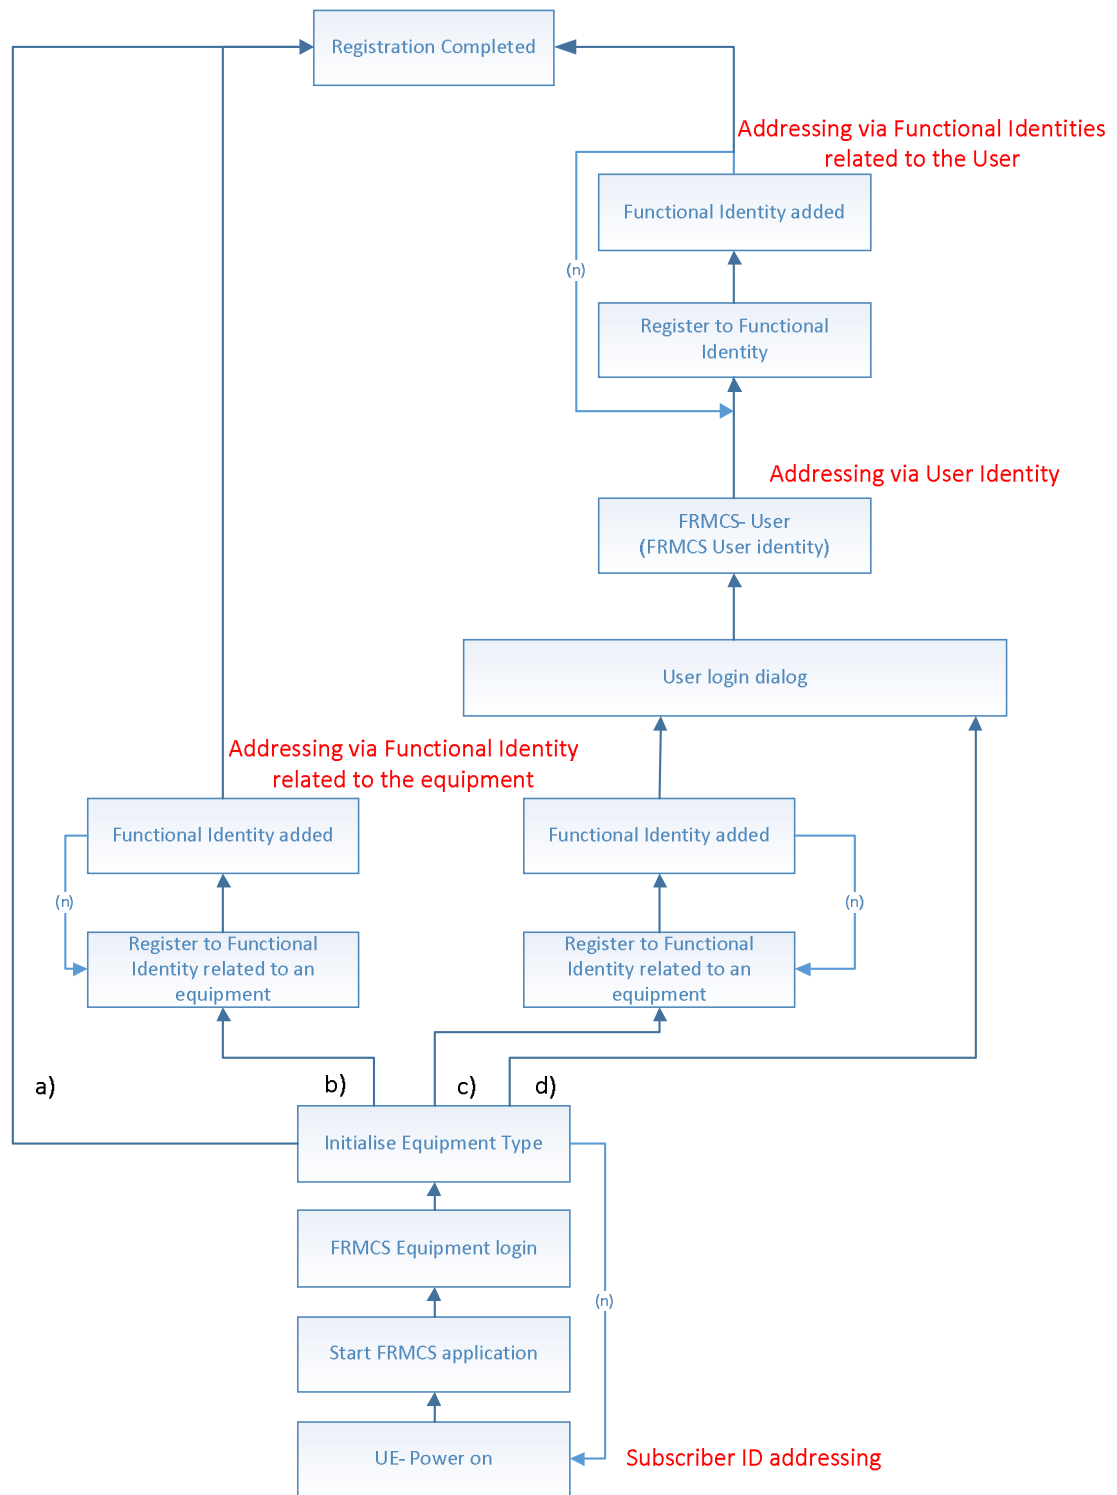 Registration Completed
Addressing via Functional Identities
related to the User
Functional Identity added
(n)
Register to Functional
Identity
Addressing via User Identity
FRMCS- User
(FRMCS User identity)
User login dialog
Addressing via Functional Identity
related to the equipment
Functional Identity added
Functional Identity added
(n)
(n)
Register to Functional
Identity related to an
equipment
Register to Functional
Identity related to an
equipment
a)
b)
c)
d)
Initialise Equipment Type
FRMCS Equipment login
(n)
Start FRMCS application
UE- Power on
Subscriber ID addressing